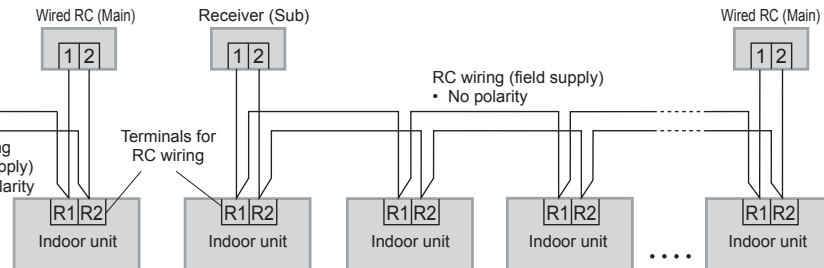 Wired RC (Main)
Receiver (Sub)
Wired RC (Main)
1 2
1 2
1 2
RC wiring (field supply)
• No polarity
Terminals for
RC wiring
R1 R2
R1 R2
R1 R2
R1 R2
R1 R2
Indoor unit
Indoor unit
Indoor unit
Indoor unit
Indoor unit